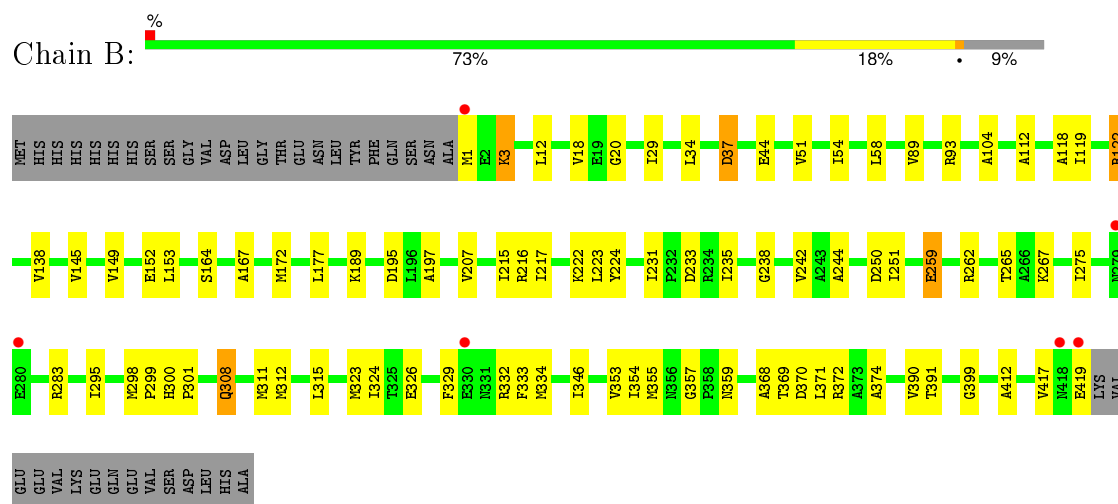 %
Chain B:
73% 18% • 9%
MET HIS HIS HIS HIS HIS HIS SER SER GLY VAL ASP LEU GLY THR GLU ASN LEU TYR PHE GLN SER ASN ALA M1 E2 K3 L12 V18 E19 G20 I29 L34 D37 E44 V51 I54 L58 V89 R93 A104 A112 A118 I119
V138 V145 V149 E152 L153 S164 A167 M172 L177 K189 D195 L196 A197 V207 I215 R216 I217 K222 L223 Y224 I231 P232 D233 R234 I235 G238 V242 A243 A244 D250 I251 E259 R262 T265 A266 K267 I275 N279
E280 R283 I295 M298 P299 H300 P301 Q308 M311 M312 L315 M323 I324 T325 E326 F329 E330 N331 R332 F333 M334 I346 V353 I354 M355 N356 G357 P358 N359 A368 T369 D370 L371 R372 A373 A374 V390 T391 G399 A412 V417 N418 E419 LYS VAL
GLU GLU VAL LYS GLU GLN GLU VAL SER ASP LEU HIS ALA